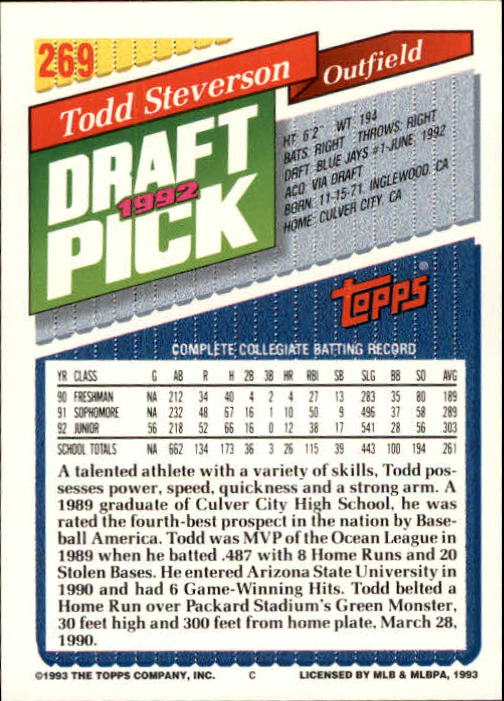 269
Todd Steverson
Outfield
DRAFT
1992
PICK
HT: 6'2" WT: 194
BATS: RIGHT THROWS: RIGHT
DRFT: BLUE JAYS #1-JUNE, 1992
ACQ: VIA DRAFT
BORN: 11-15-71, INGLEWOOD, CA
HOME: CULVER CITY, CA
Topps®
COMPLETE COLLEGIATE BATTING RECORD
YR CLASS G AB R H 2B 3B HR RBI SB SLG BB SO AVG
90 FRESHMAN NA 212 34 40 4 2 4 27 13 283 35 80 189
91 SOPHOMORE NA 232 48 67 16 1 10 50 9 496 37 58 289
92 JUNIOR 56 218 52 66 16 0 12 38 17 541 28 56 303
SCHOOL TOTALS NA 662 134 173 36 3 26 115 39 443 100 194 261
A talented athlete with a variety of skills, Todd pos-
sesses power, speed, quickness and a strong arm. A
1989 graduate of Culver City High School, he was
rated the fourth-best prospect in the nation by Base-
ball America. Todd was MVP of the Ocean League in
1989 when he batted .487 with 8 Home Runs and 20
Stolen Bases. He entered Arizona State University in
1990 and had 6 Game-Winning Hits. Todd belted a
Home Run over Packard Stadium's Green Monster,
30 feet high and 300 feet from home plate, March 28,
1990.
©1993 THE TOPPS COMPANY, INC. C LICENSED BY MLB & MLBPA, 1993